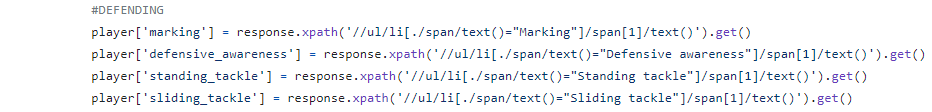 #DEFENDING
player['marking'] = response.xpath('//ul/li[./span/text()="Marking"]/span[1]/text()').get()
player['defensive_awareness'] = response.xpath('//ul/li[./span/text()="Defensive awareness"]/span[1]/text()').get()
player['standing_tackle'] = response.xpath('//ul/li[./span/text()="Standing tackle"]/span[1]/text()').get()
player['sliding_tackle'] = response.xpath('//ul/li[./span/text()="Sliding tackle"]/span[1]/text()').get()